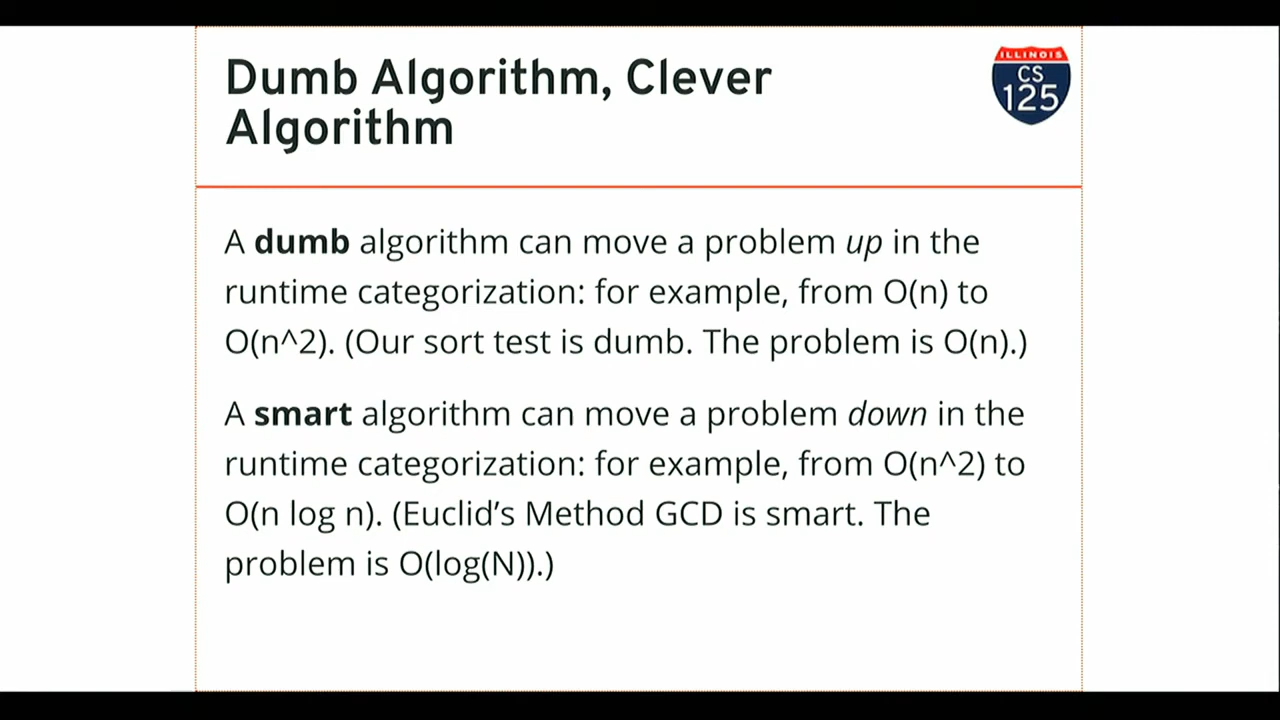 Dumb Algorithm, Clever
Algorithm
ILLINOIS
CS
125
A dumb algorithm can move a problem up in the
runtime categorization: for example, from O(n) to
O(n^2). (Our sort test is dumb. The problem is O(n).)
A smart algorithm can move a problem down in the
runtime categorization: for example, from O(n^2) to
O(n log n). (Euclid’s Method GCD is smart. The
problem is O(log(N)).)